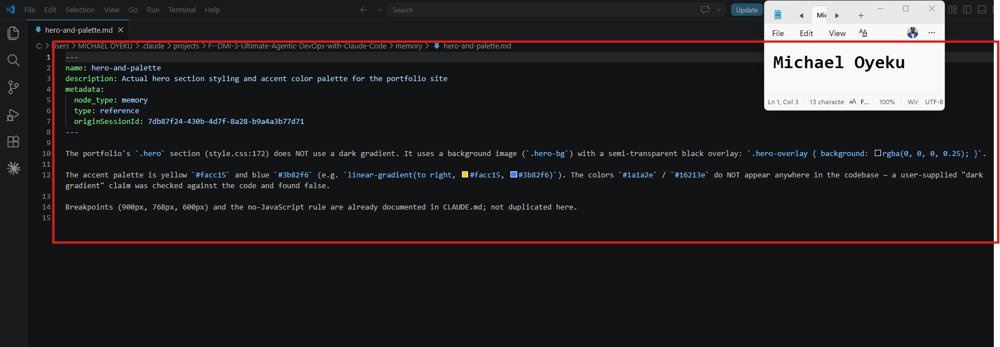 File Edit Selection View Go Run Terminal Help
Search
Update
hero-and-palette.md
C: > Users > MICHAEL OYEKU > .claude > projects > F--DMI-3-Ultimate-Agentic-DevOps-with-Claude-Code > memory > hero-and-palette.md
1 ---
2 name: hero-and-palette
3 description: Actual hero section styling and accent color palette for the portfolio site
4 metadata:
5 node_type: memory
6 type: reference
7 originSessionId: 7db87f24-430b-4d7f-8a28-b9a4a3b77d71
8 ---
9
10 The portfolio's `.hero` section (style.css:172) does NOT use a dark gradient. It uses a background image (`.hero-bg`) with a semi-transparent black overlay: `.hero-overlay { background: rgba(0, 0, 0, 0.25); }`.
11
12 The accent palette is yellow `#facc15` and blue `#3b82f6` (e.g. `linear-gradient(to right, #facc15, #3b82f6)`). The colors `#1a1a2e` / `#16213e` do NOT appear anywhere in the codebase — a user-supplied "dark
gradient" claim was checked against the code and found false.
13
14 Breakpoints (900px, 768px, 600px) and the no-JavaScript rule are already documented in CLAUDE.md; not duplicated here.
15
Mic
File Edit View
Michael Oyeku
Ln 1, Col 3 13 characte F... 100% Wir UTF-8